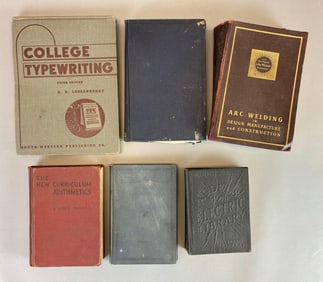 COLLEGE
TYPEWRITING
THIRD EDITION
D. D. LESSENBERRY
SOUTH-WESTERN PUBLISHING CO.
ARC WELDING
in
DESIGN, MANUFACTURE
and CONSTRUCTION
THE
NEW CURRICULUM
ARITHMETICS
ELECTRIC